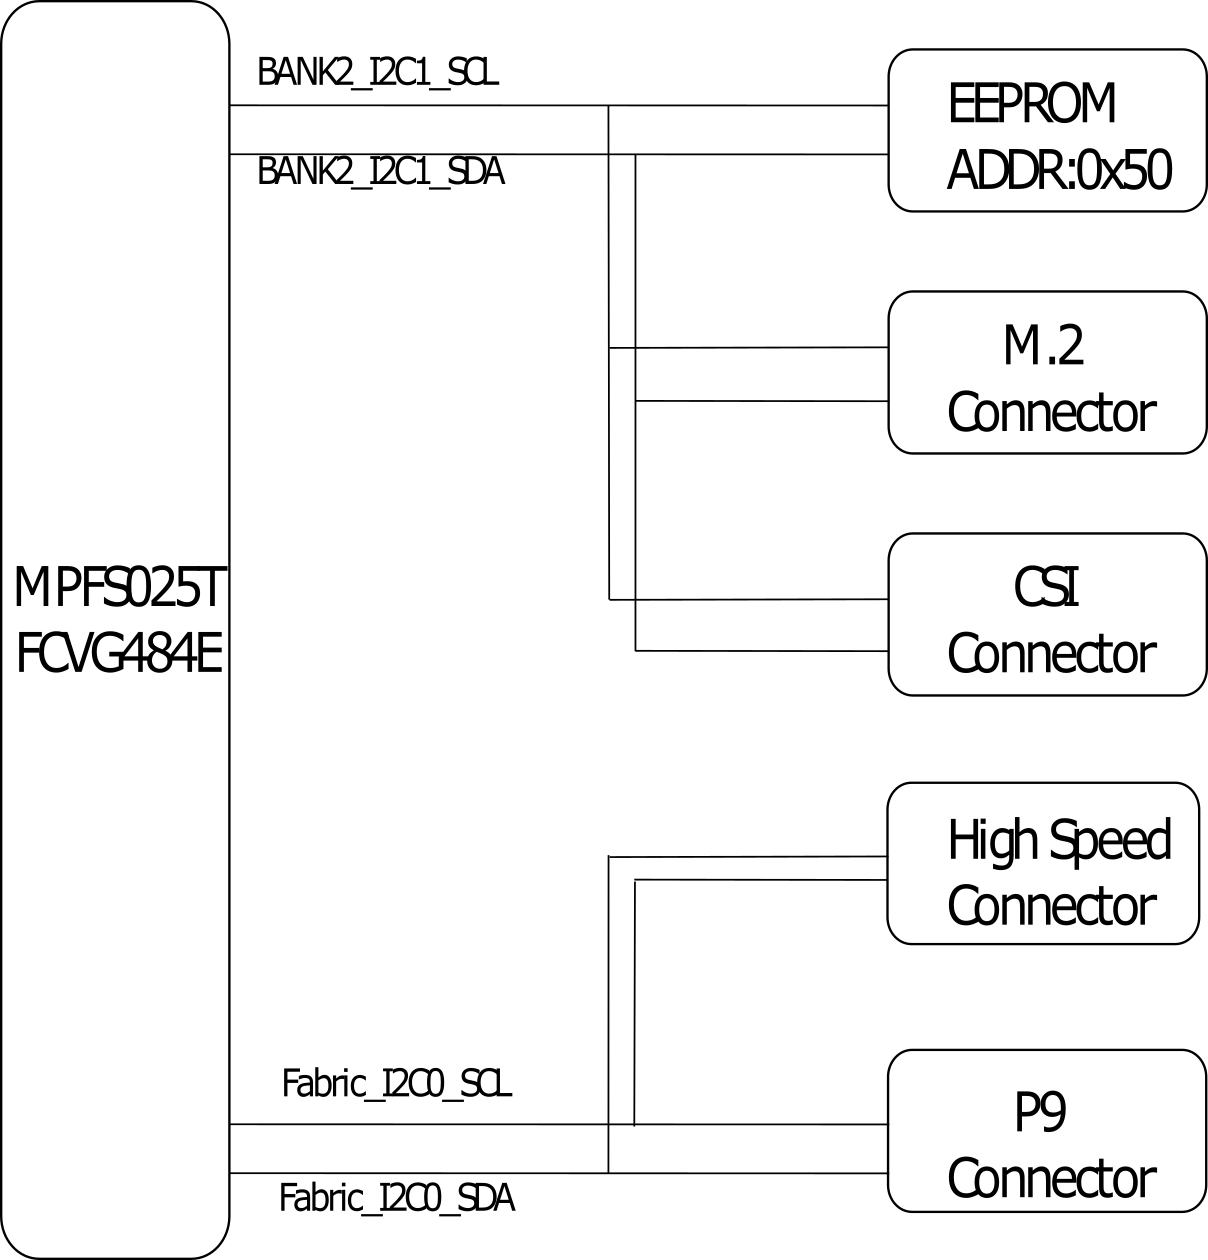 BANK2_I2C1_SCL
BANK2_I2C1_SDA
EEPROM
ADDR:0x50
M.2
Connector
MPFS025T
FCVG484E
CSI
Connector
High Speed
Connector
Fabric_I2C0_SCL
Fabric_I2C0_SDA
P9
Connector